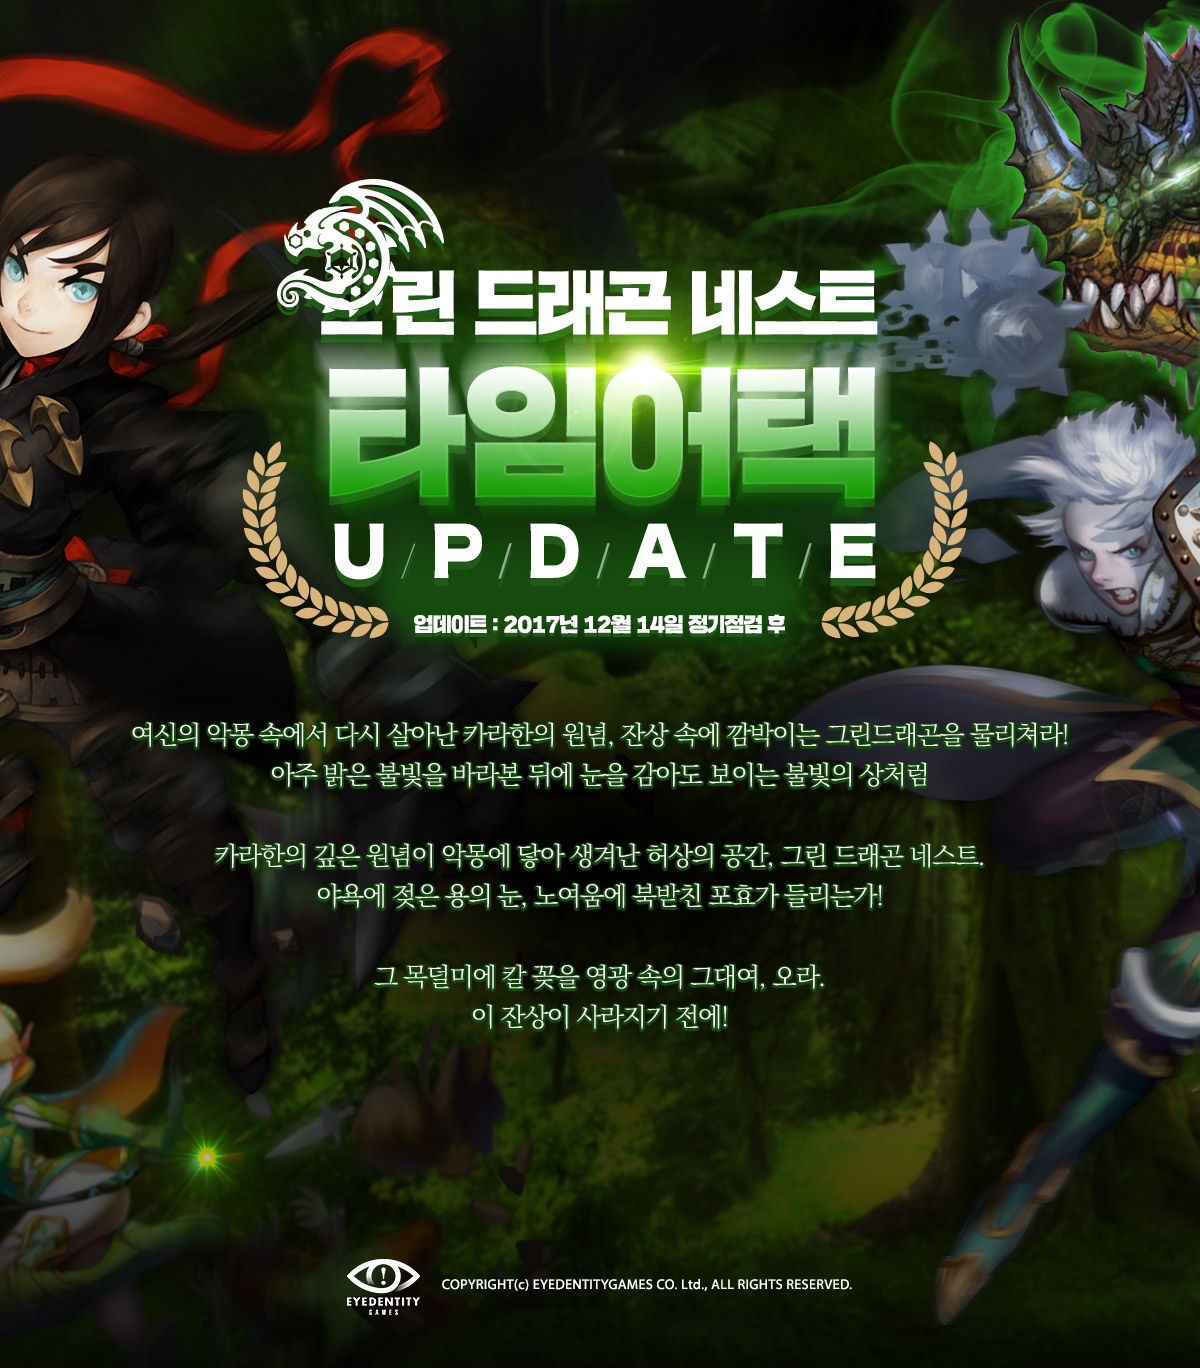 그린 드래곤 네스트
타임어택
U/P/D/A/T/E
업데이트 : 2017년 12월 14일 정기점검 후
여신의 악몽 속에서 다시 살아난 카라한의 원념, 잔상 속에 깜박이는 그린드래곤을 물리쳐라!
아주 밝은 불빛을 바라본 뒤에 눈을 감아도 보이는 불빛의 상처럼
카라한의 깊은 원념이 악몽에 닿아 생겨난 허상의 공간, 그린 드래곤 네스트.
야욕에 젖은 용의 눈, 노여움에 북받친 포효가 들리는가!
그 목덜미에 칼 꽂을 영광 속의 그대여, 오라.
이 잔상이 사라지기 전에!
EYEDENTITY
GAMES
COPYRIGHT(c) EYEDENTITYGAMES CO. Ltd., ALL RIGHTS RESERVED.